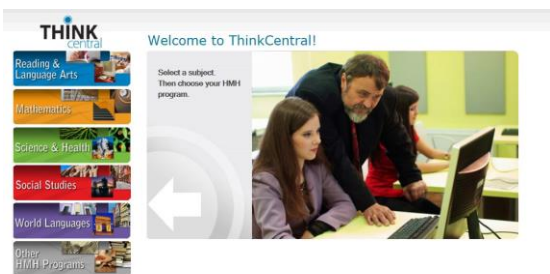 THINK
central
Welcome to ThinkCentral!
Reading &
Language Arts
Select a subject.
Then choose your HMH
program.
Mathematics
Science & Health
Social Studies
World Languages
Other
HMH Programs